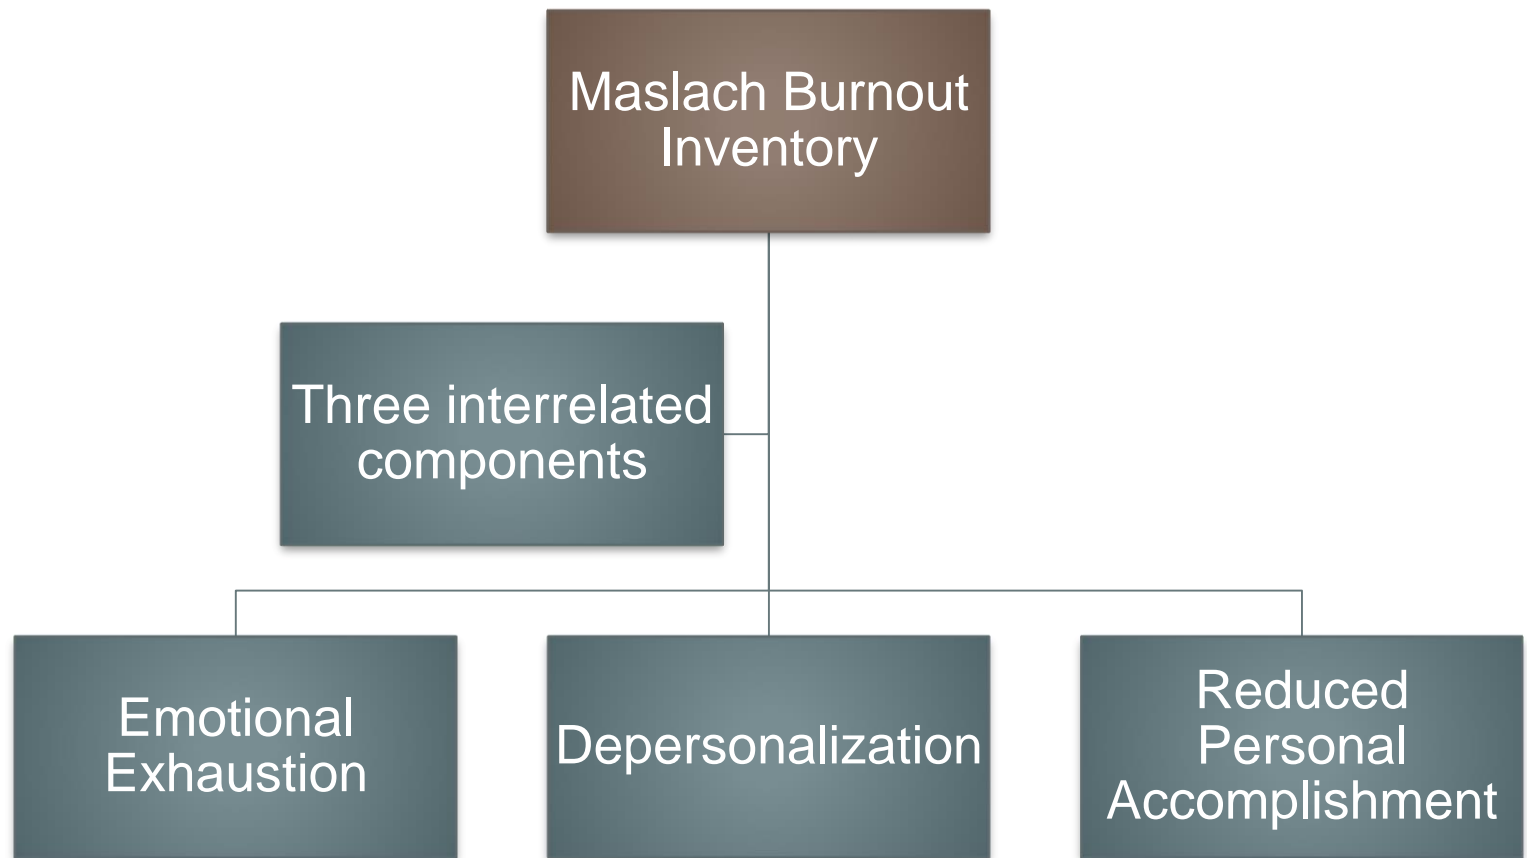 Maslach Burnout
Inventory
Three interrelated
components
Emotional
Exhaustion
Depersonalization
Reduced
Personal
Accomplishment